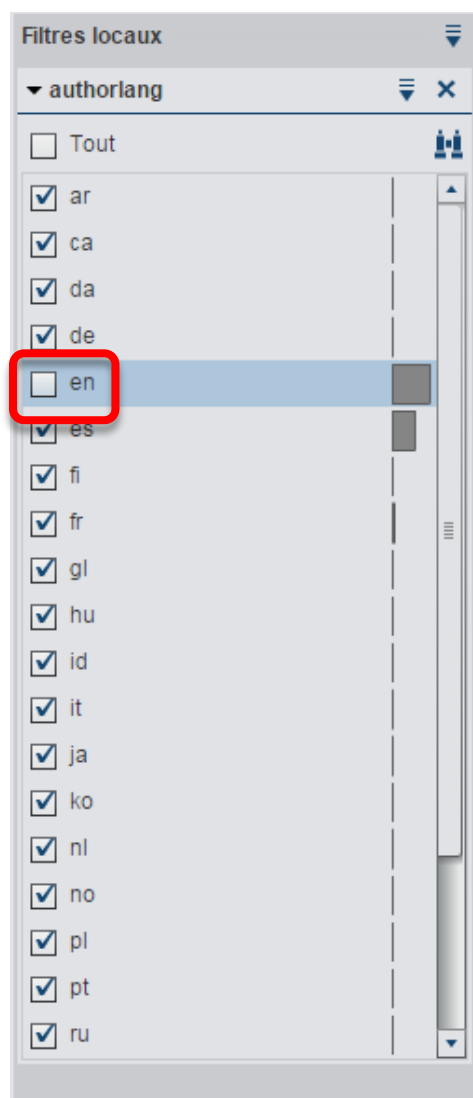 Filtres locaux
authorlang
Tout
ar
ca
da
de
en
es
fi
fr
gl
hu
id
it
ja
ko
nl
no
pl
pt
ru